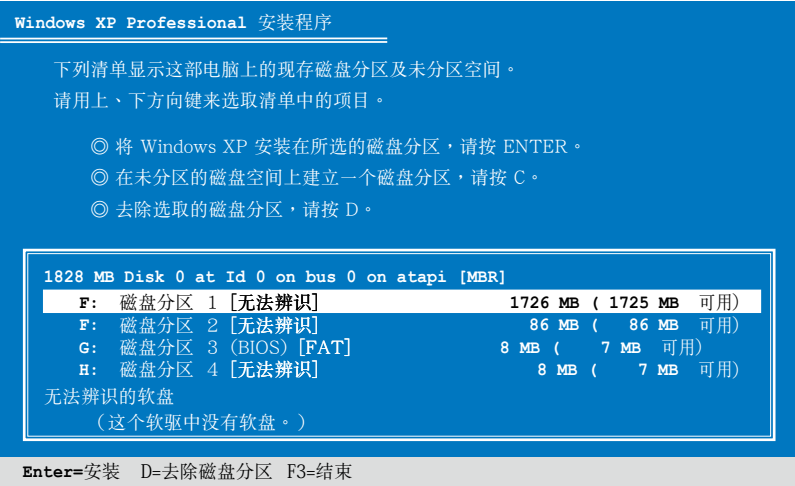 Windows XP Professional 安装程序
下列清单显示这部电脑上的现存磁盘分区及未分区空间。
请用上、下方向键来选取清单中的项目。
◎ 将 Windows XP 安装在所选的磁盘分区，请按 ENTER。
◎ 在未分区的磁盘空间上建立一个磁盘分区，请按 C。
◎ 去除选取的磁盘分区，请按 D。
1828 MB Disk 0 at Id 0 on bus 0 on atapi [MBR]
F: 磁盘分区 1 [无法辨识] 1726 MB ( 1725 MB 可用)
F: 磁盘分区 2 [无法辨识] 86 MB ( 86 MB 可用)
G: 磁盘分区 3 (BIOS) [FAT] 8 MB ( 7 MB 可用)
H: 磁盘分区 4 [无法辨识] 8 MB ( 7 MB 可用)
无法辨识的软盘
（这个软驱中没有软盘。）
Enter=安装 D=去除磁盘分区 F3=结束